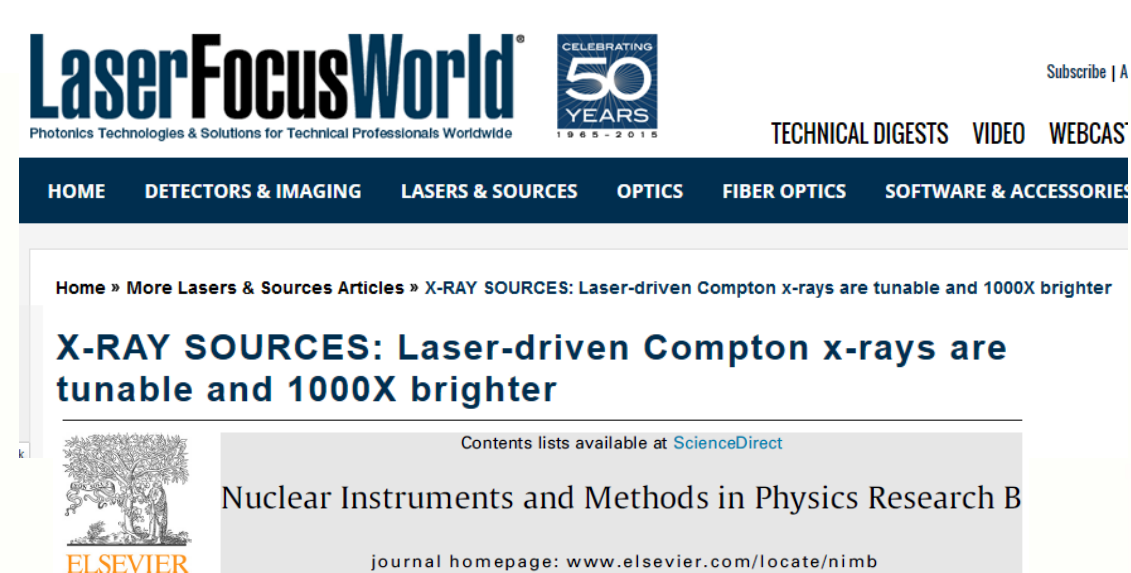 LaserFocusWorld®
Photonics Technologies & Solutions for Technical Professionals Worldwide
CELEBRATING
50
YEARS
1965-2015
Subscribe | A
TECHNICAL DIGESTS VIDEO WEBCAST
HOME DETECTORS & IMAGING LASERS & SOURCES OPTICS FIBER OPTICS SOFTWARE & ACCESSORIES
Home » More Lasers & Sources Articles » X-RAY SOURCES: Laser-driven Compton x-rays are tunable and 1000X brighter
X-RAY SOURCES: Laser-driven Compton x-rays are
tunable and 1000X brighter
k
Contents lists available at ScienceDirect
Nuclear Instruments and Methods in Physics Research B
journal homepage: www.elsevier.com/locate/nimb
ELSEVIER